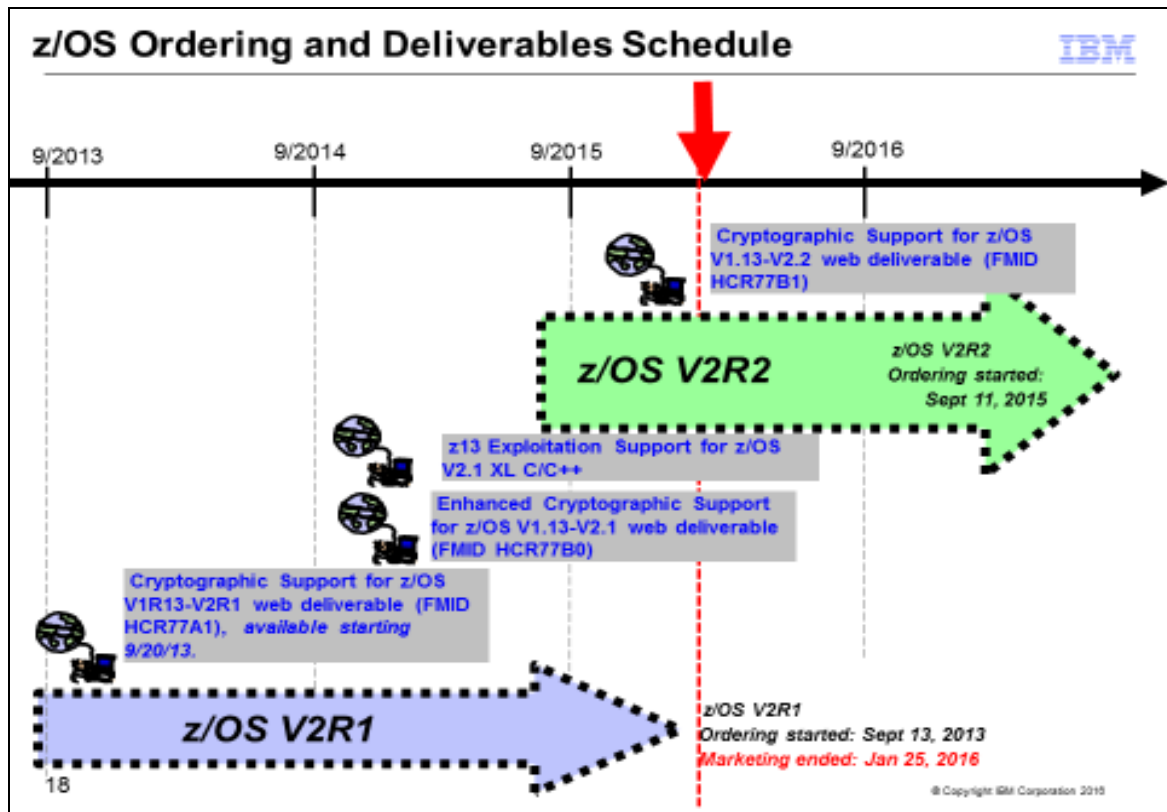 z/OS Ordering and Deliverables Schedule
IBM
9/2013
9/2014
9/2015
9/2016
Cryptographic Support for z/OS
V1.13-V2.2 web deliverable (FMID
HCR77B1)
z/OS V2R2
z/OS V2R2
Ordering started:
Sept 11, 2015
z13 Exploitation Support for z/OS
V2.1 XL C/C++
Enhanced Cryptographic Support
for z/OS V1.13-V2.1 web deliverable
(FMID HCR77B0)
Cryptographic Support for z/OS
V1R13-V2R1 web deliverable (FMID
HCR77A1), available starting
9/20/13.
z/OS V2R1
z/OS V2R1
Ordering started: Sept 13, 2013
Marketing ended: Jan 25, 2016
18
© Copyright IBM Corporation 2016